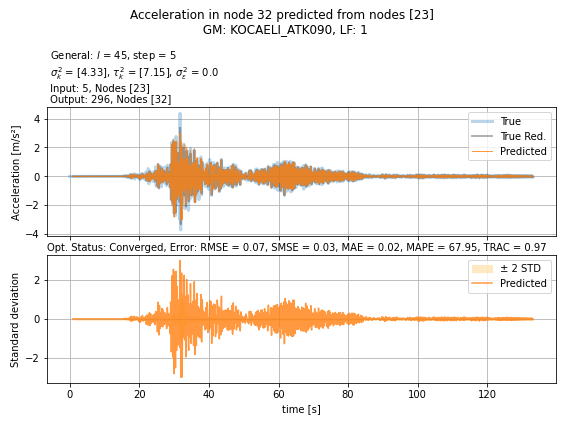 Acceleration in node 32 predicted from nodes [23]
GM: KOCAELI_ATK090, LF: 1
General: l = 45, step = 5
σ²ₖ = [4.33], τ²ₖ = [7.15], σ²ε = 0.0
Input: 5, Nodes [23]
Output: 296, Nodes [32]
Acceleration [m/s²]
4
2
0
−2
−4
True
True Red.
Predicted
Opt. Status: Converged, Error: RMSE = 0.07, SMSE = 0.03, MAE = 0.02, MAPE = 67.95, TRAC = 0.97
Standard deviation
2
0
−2
± 2 STD
Predicted
0 20 40 60 80 100 120
time [s]